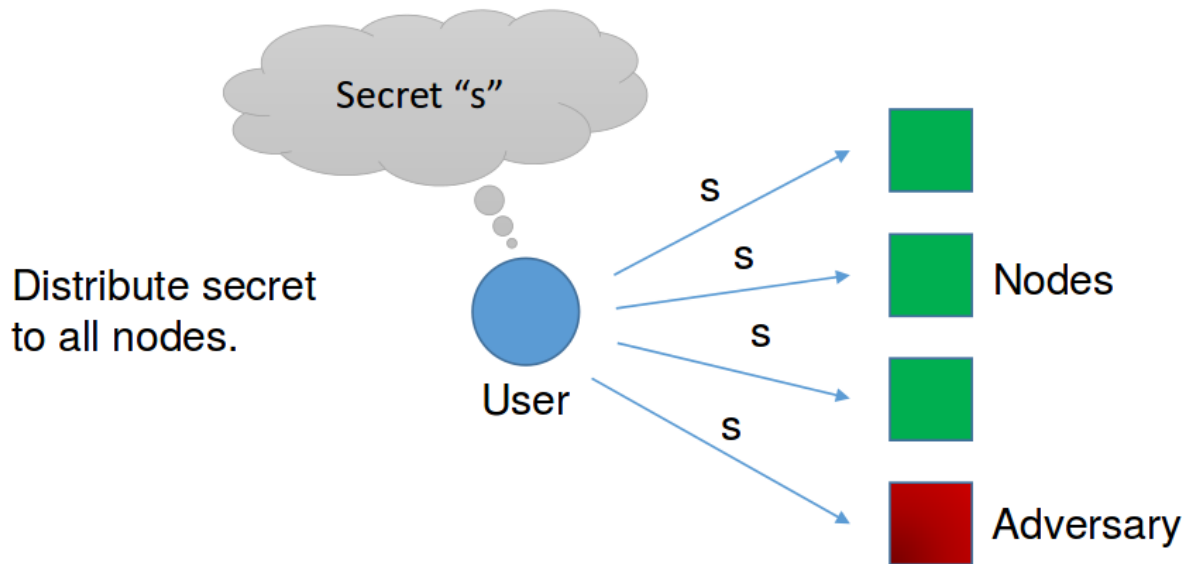 Secret “s”
Distribute secret
to all nodes.
User
s
s
s
s
Nodes
Adversary